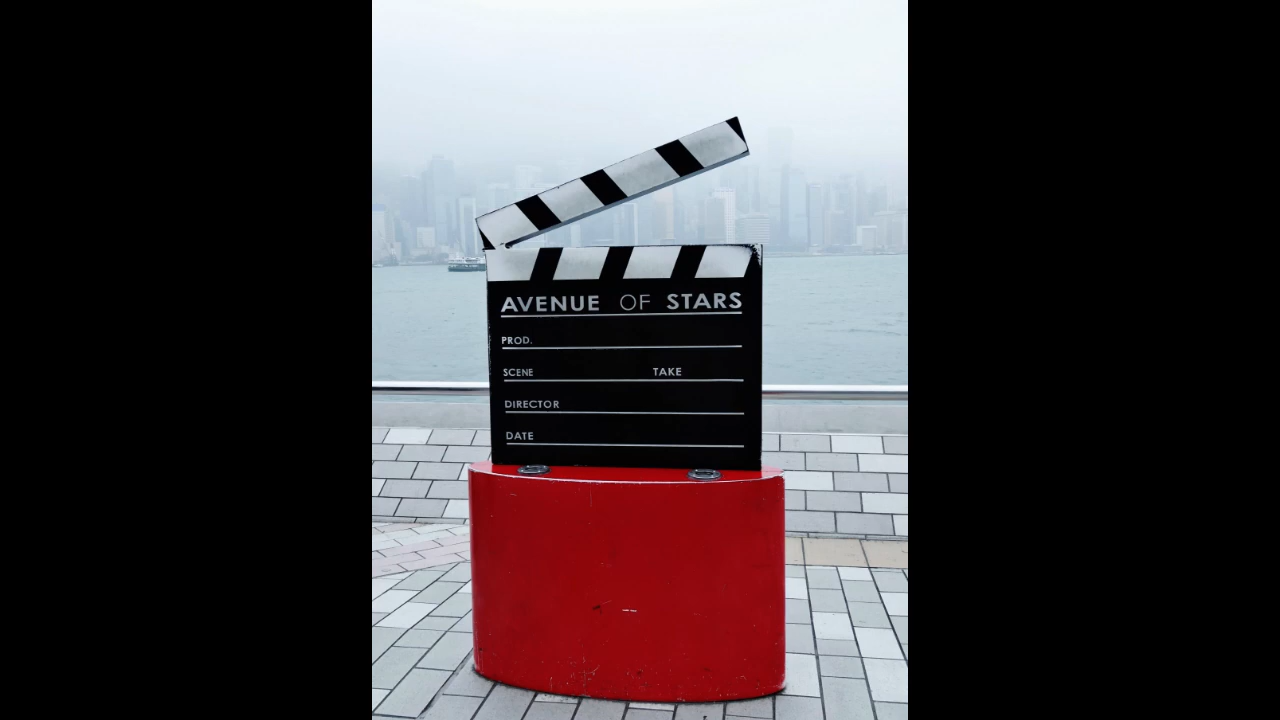 AVENUE OF STARS
PROD.
SCENE TAKE
DIRECTOR
DATE